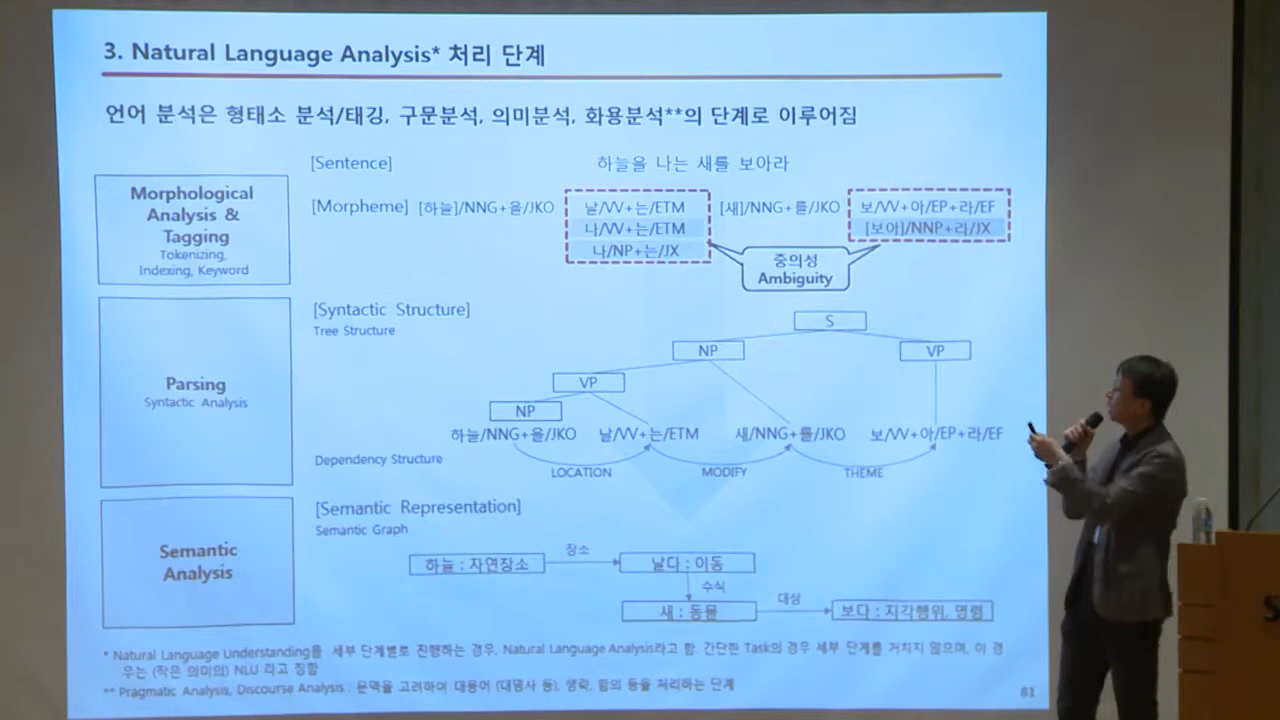 3. Natural Language Analysis* 처리 단계
언어 분석은 형태소 분석/태깅, 구문분석, 의미분석, 화용분석**의 단계로 이루어짐
Morphological
Analysis &
Tagging
Tokenizing,
Indexing, Keyword
[Sentence] 하늘을 나는 새를 보아라
[Morpheme] [하늘]/NNG+을/JKO 날/VV+는/ETM [새]/NNG+를/JKO 보/VV+아/EP+라/EF
나/VV+는/ETM [보아]/NNP+라/JX
나/NP+는/JX
중의성
Ambiguity
Parsing
Syntactic Analysis
[Syntactic Structure]
Tree Structure
S
NP VP
VP
NP
하늘/NNG+을/JKO 날/VV+는/ETM 새/NNG+를/JKO 보/VV+아/EP+라/EF
Dependency Structure
LOCATION MODIFY THEME
Semantic
Analysis
[Semantic Representation]
Semantic Graph
하늘 : 자연장소 장소 날다 : 이동
수식
새 : 동물 대상 보다 : 지각행위, 명령
* Natural Language Understanding을 세부 단계별로 진행하는 경우, Natural Language Analysis라고 함. 간단한 Task의 경우 세부 단계를 거치지 않으며, 이 경
우는 (작은 의미의) NLU 라고 칭함
** Pragmatic Analysis, Discourse Analysis : 문맥을 고려하여 대용어 (대명사 등), 생략, 함의 등을 처리하는 단계
81